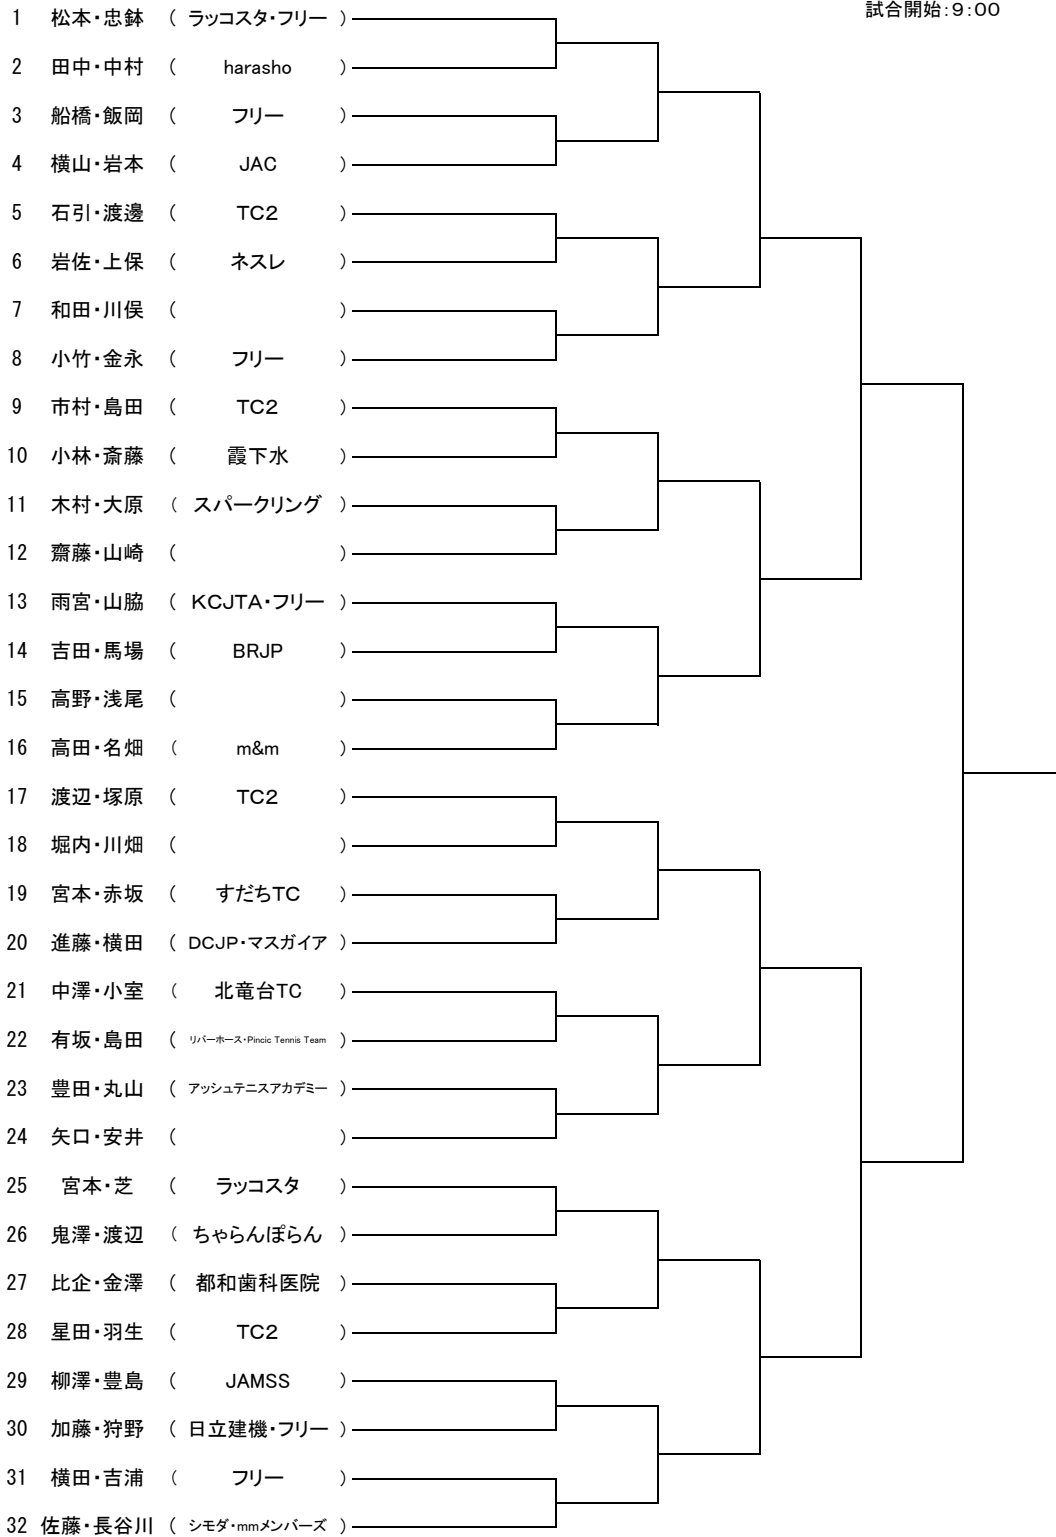 試合開始:9:00
1 松本・忠鉢 ( ラッコスタ・フリー )
2 田中・中村 ( harasho )
3 船橋・飯岡 ( フリー )
4 横山・岩本 ( JAC )
5 石引・渡邊 ( TC2 )
6 岩佐・上保 ( ネスレ )
7 和田・川俣 ( )
8 小竹・金永 ( フリー )
9 市村・島田 ( TC2 )
10 小林・斎藤 ( 霞下水 )
11 木村・大原 ( スパークリング )
12 齋藤・山崎 ( )
13 雨宮・山脇 ( KCJTA・フリー )
14 吉田・馬場 ( BRJP )
15 高野・浅尾 ( )
16 高田・名畑 ( m&m )
17 渡辺・塚原 ( TC2 )
18 堀内・川畑 ( )
19 宮本・赤坂 ( すだちTC )
20 進藤・横田 ( DCJP・マスガイア )
21 中澤・小室 ( 北竜台TC )
22 有坂・島田 ( リバーホース・Pincic Tennis Team )
23 豊田・丸山 ( アッシュテニスアカデミー )
24 矢口・安井 ( )
25 宮本・芝 ( ラッコスタ )
26 鬼澤・渡辺 ( ちゃらんぽらん )
27 比企・金澤 ( 都和歯科医院 )
28 星田・羽生 ( TC2 )
29 柳澤・豊島 ( JAMSS )
30 加藤・狩野 ( 日立建機・フリー )
31 横田・吉浦 ( フリー )
32 佐藤・長谷川 ( シモダ・mmメンバーズ )